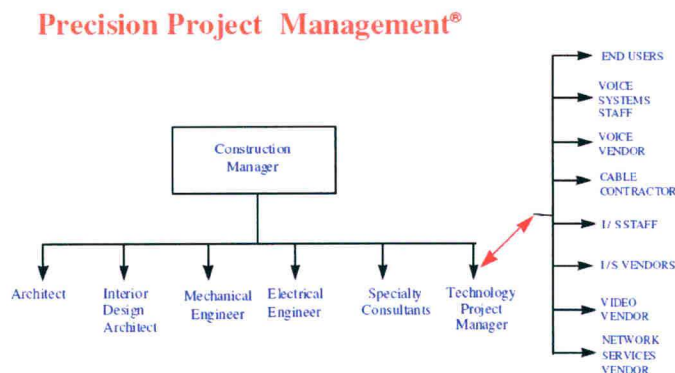 Precision Project Management®
Construction
Manager
Architect
Interior
Design
Architect
Mechanical
Engineer
Electrical
Engineer
Specialty
Consultants
Technology
Project
Manager
END USERS
VOICE
SYSTEMS
STAFF
VOICE
VENDOR
CABLE
CONTRACTOR
I/S STAFF
I/S VENDORS
VIDEO
VENDOR
NETWORK
SERVICES
VENDOR